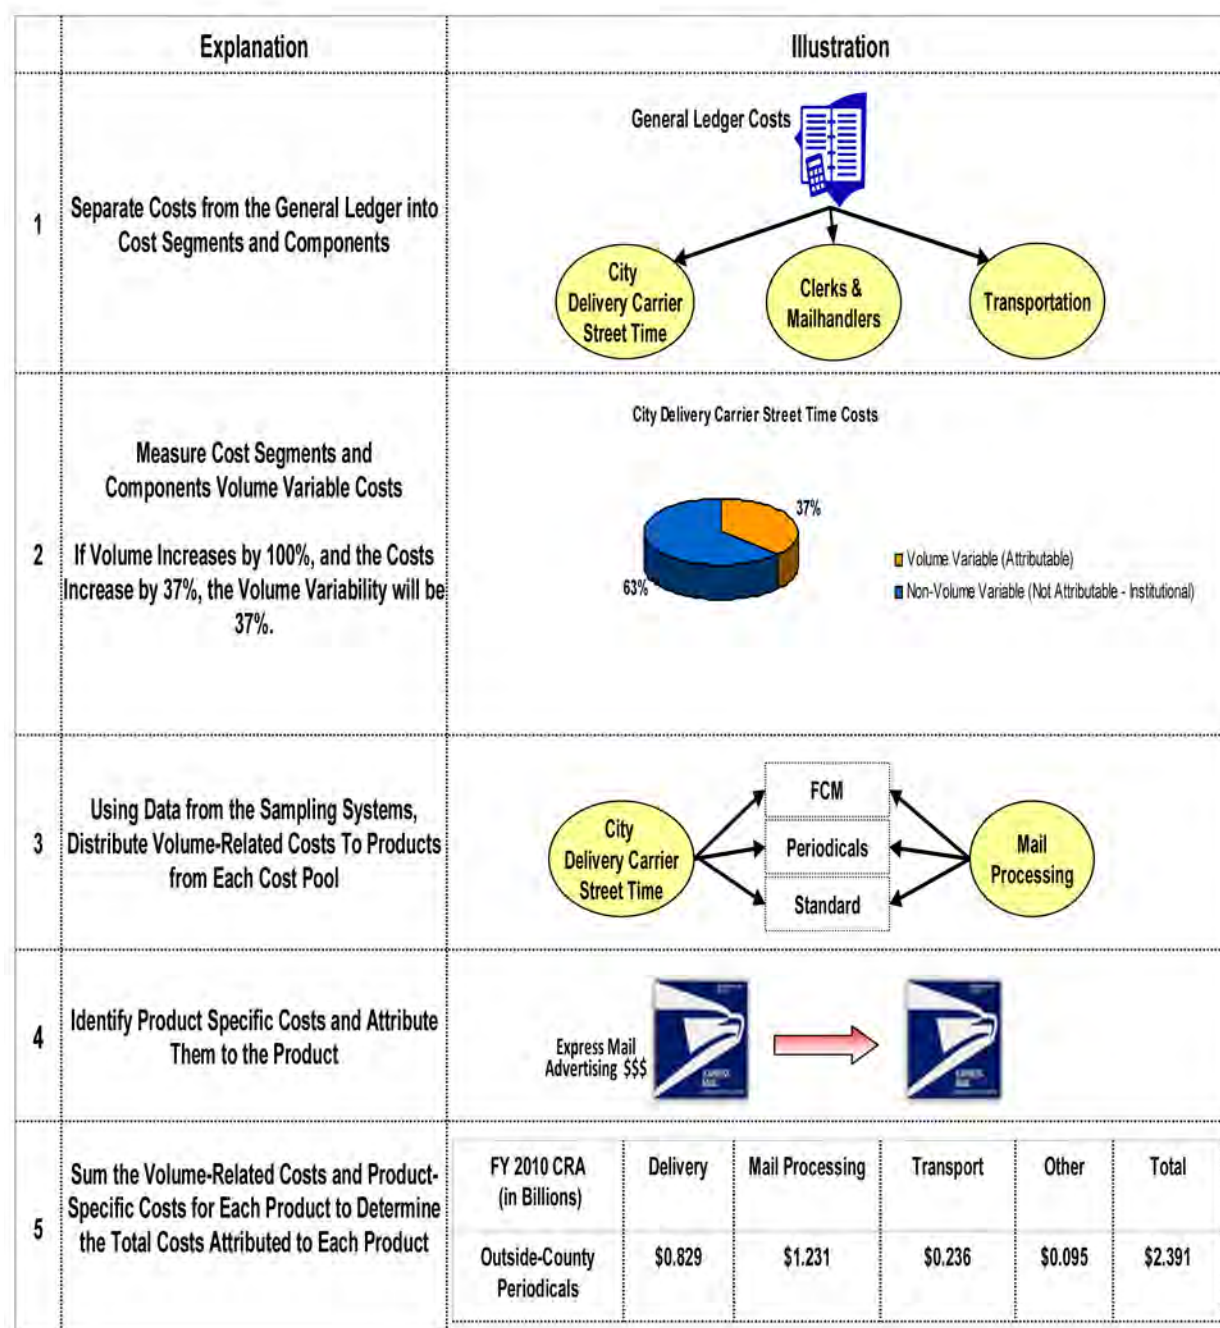 Explanation
Illustration
1
Separate Costs from the General Ledger into
Cost Segments and Components
General Ledger Costs
City
Delivery Carrier
Street Time
Clerks &
Mailhandlers
Transportation
2
Measure Cost Segments and
Components Volume Variable Costs
If Volume Increases by 100%, and the Costs
Increase by 37%, the Volume Variability will be
37%.
City Delivery Carrier Street Time Costs
37%
63%
Volume Variable (Attributable)
Non-Volume Variable (Not Attributable - Institutional)
3
Using Data from the Sampling Systems,
Distribute Volume-Related Costs To Products
from Each Cost Pool
City
Delivery Carrier
Street Time
FCM
Periodicals
Standard
Mail
Processing
4
Identify Product Specific Costs and Attribute
Them to the Product
Express Mail
Advertising $$$
EXPRESS
MAIL
EXPRESS
MAIL
5
Sum the Volume-Related Costs and Product-
Specific Costs for Each Product to Determine
the Total Costs Attributed to Each Product
FY 2010 CRA
(in Billions)
Delivery
Mail Processing
Transport
Other
Total
Outside-County
Periodicals
$0.829
$1.231
$0.236
$0.095
$2.391